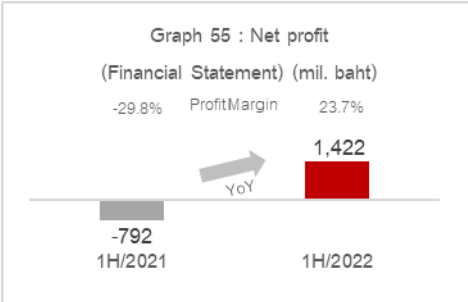 Graph 55 : Net profit
(Financial Statement) (mil. baht)
-29.8% ProfitMargin 23.7%
1,422
YoY
-792
1H/2021 1H/2022